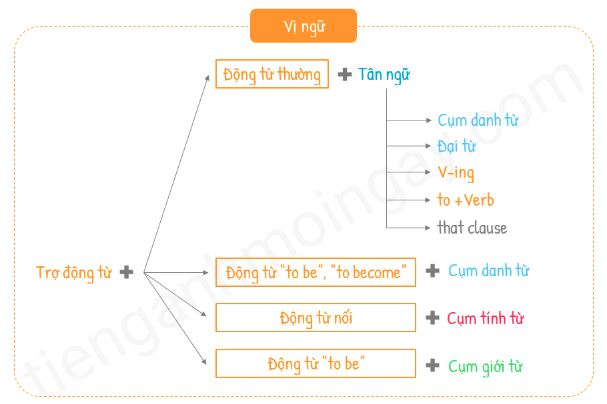 Vị ngữ
Động từ thường + Tân ngữ
Cụm danh từ
Đại từ
V-ing
to +Verb
that clause
Trợ động từ +
Động từ "to be", "to become" + Cụm danh từ
Động từ nối + Cụm tính từ
Động từ "to be" + Cụm giới từ
tienganhmoingay.com